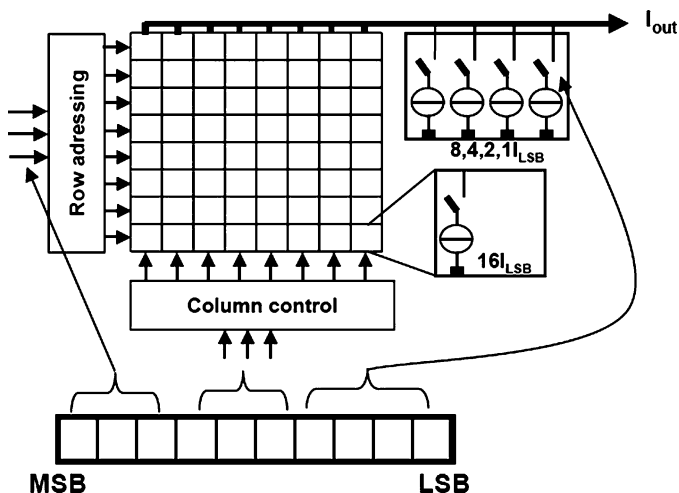 I_out
Row adressing
8,4,2,1I_LSB
16I_LSB
Column control
MSB
LSB